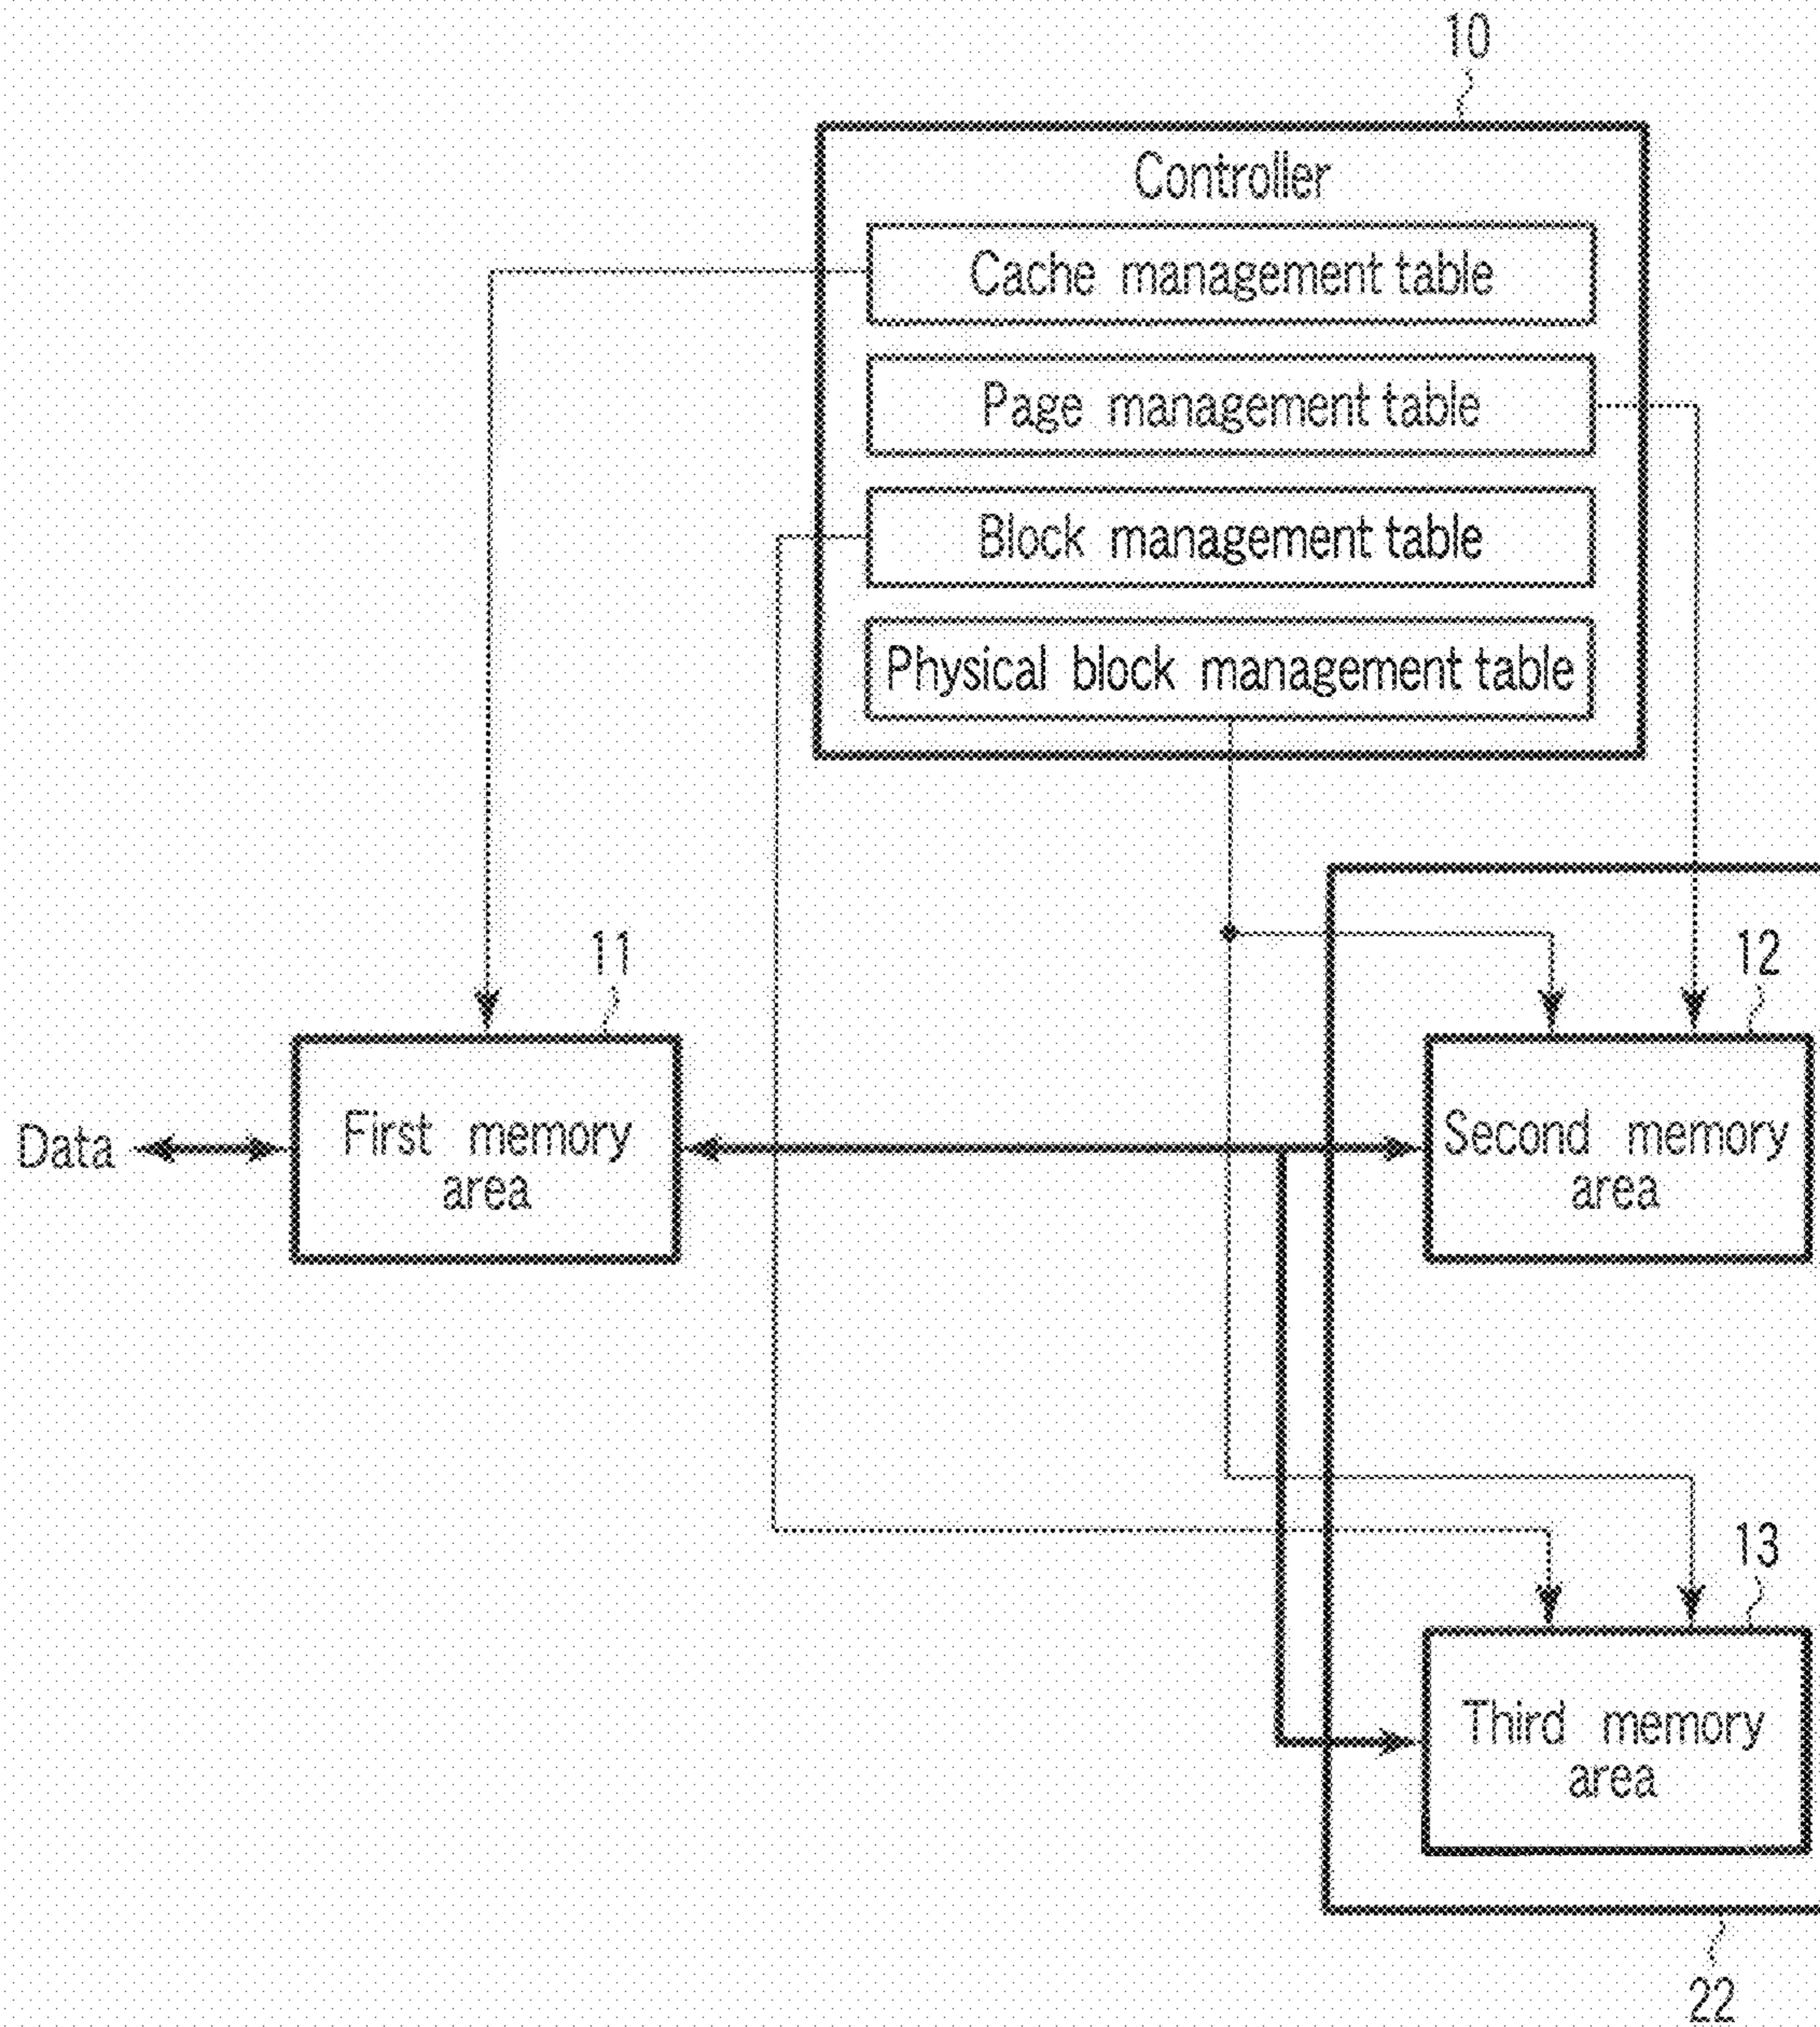 10
Controller
Cache management table
Page management table
Block management table
Physical block management table
11
12
Data
First memory
area
Second memory
area
13
Third memory
area
22